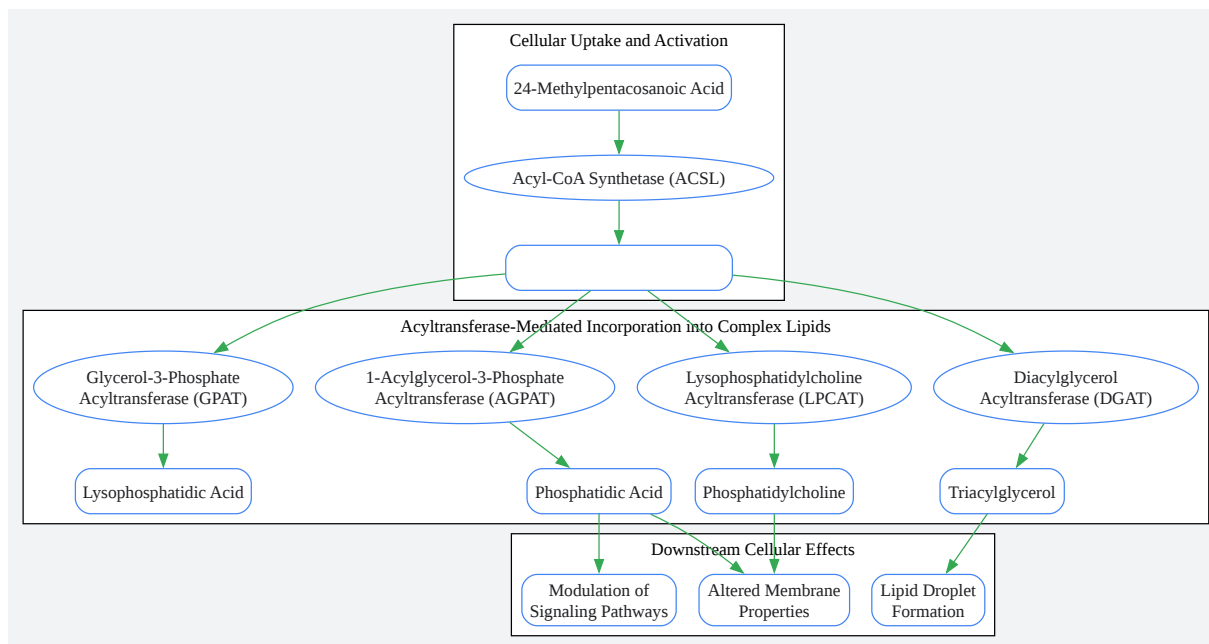 Cellular Uptake and Activation
24-Methylpentacosanoic Acid
Acyl-CoA Synthetase (ACSL)
Acyltransferase-Mediated Incorporation into Complex Lipids
Glycerol-3-Phosphate
Acyltransferase (GPAT)
1-Acylglycerol-3-Phosphate
Acyltransferase (AGPAT)
Lysophosphatidylcholine
Acyltransferase (LPCAT)
Diacylglycerol
Acyltransferase (DGAT)
Lysophosphatidic Acid
Phosphatidic Acid
Phosphatidylcholine
Triacylglycerol
Downstream Cellular Effects
Modulation of
Signaling Pathways
Altered Membrane
Properties
Lipid Droplet
Formation